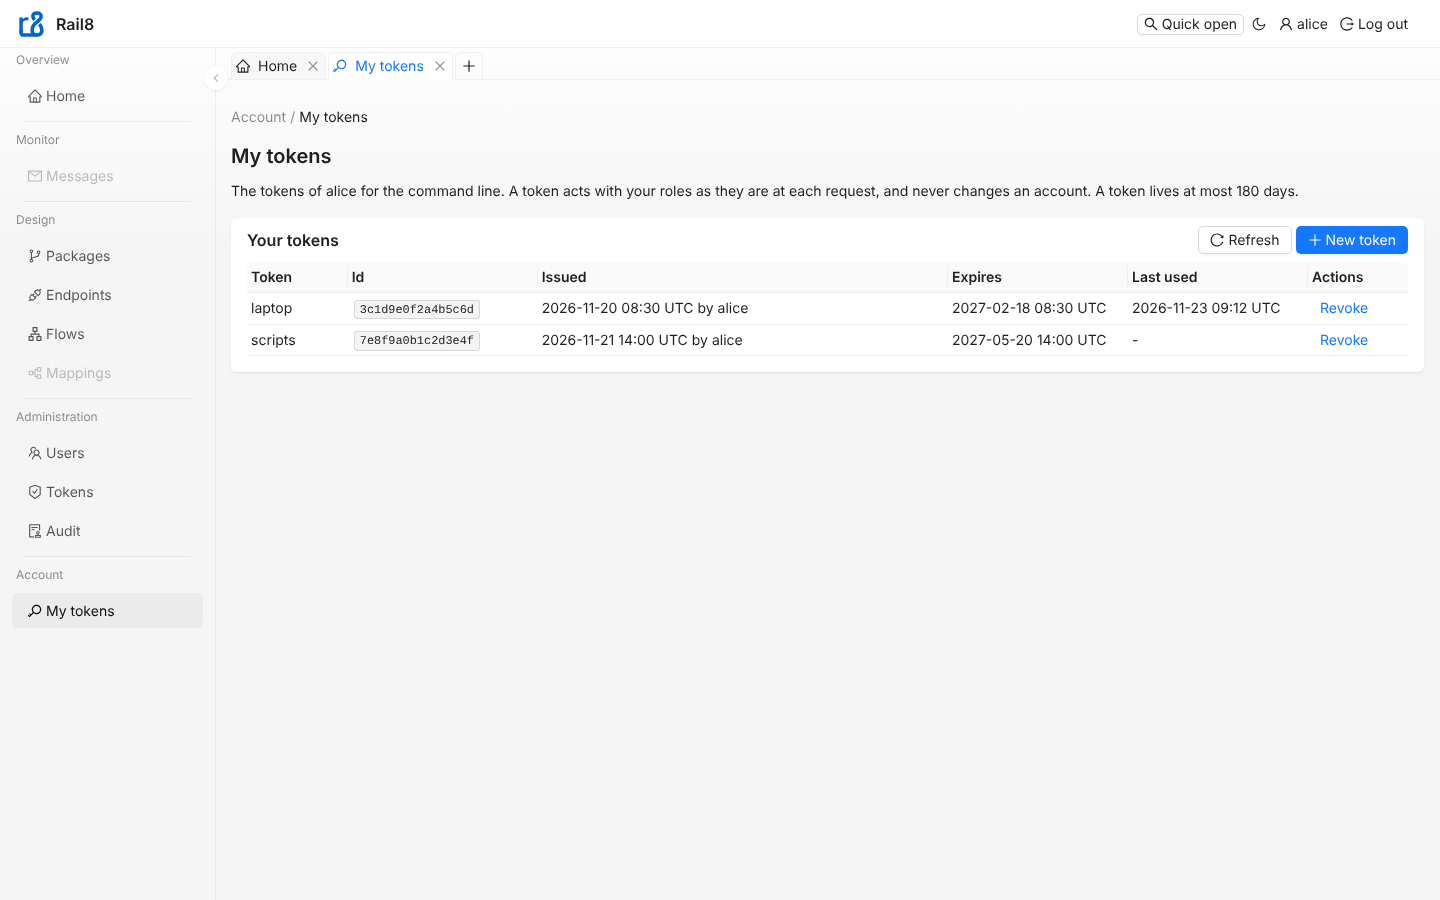 Rail8
Quick open
alice
Log out
Overview
Home
Monitor
Messages
Design
Packages
Endpoints
Flows
Mappings
Administration
Users
Tokens
Audit
Account
My tokens
Home
My tokens
Account / My tokens
My tokens
The tokens of alice for the command line. A token acts with your roles as they are at each request, and never changes an account. A token lives at most 180 days.
Your tokens
Refresh
New token
Token Id Issued Expires Last used Actions
laptop 3c1d9e0f2a4b5c6d 2026-11-20 08:30 UTC by alice 2027-02-18 08:30 UTC 2026-11-23 09:12 UTC Revoke
scripts 7e8f9a0b1c2d3e4f 2026-11-21 14:00 UTC by alice 2027-05-20 14:00 UTC - Revoke